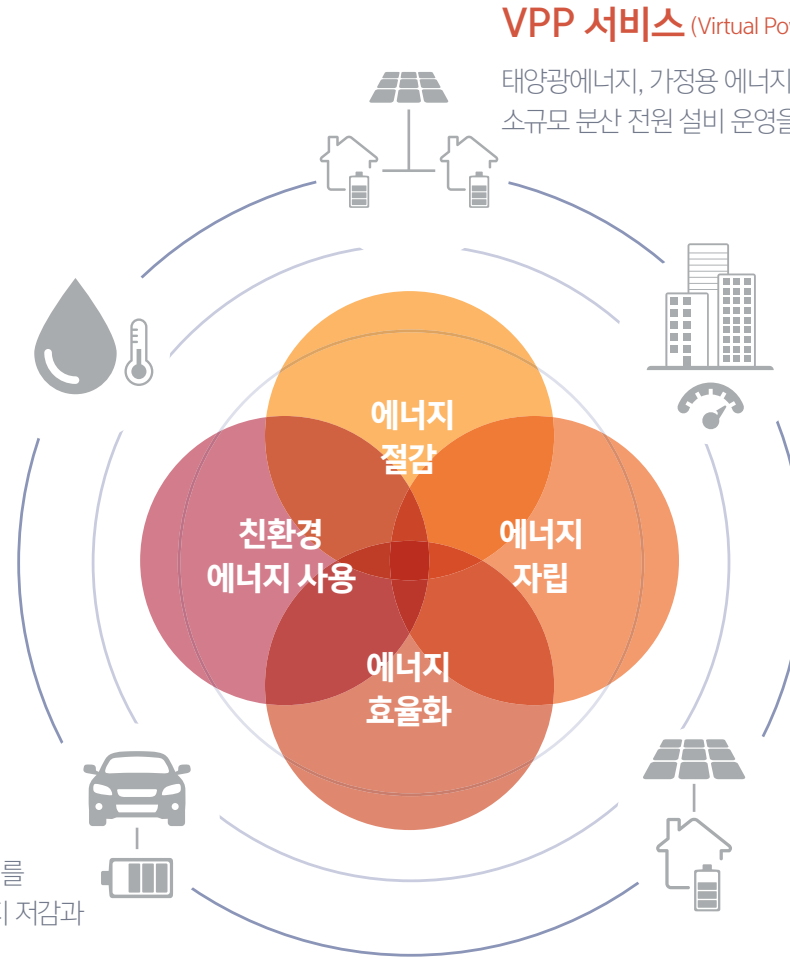 VPP 서비스 (Virtual Pow
태양광에너지, 가정용 에너지
소규모 분산 전원 설비 운영을
에너지
절감
친환경
에너지 사용
에너지
자립
에너지
효율화
를
저감과